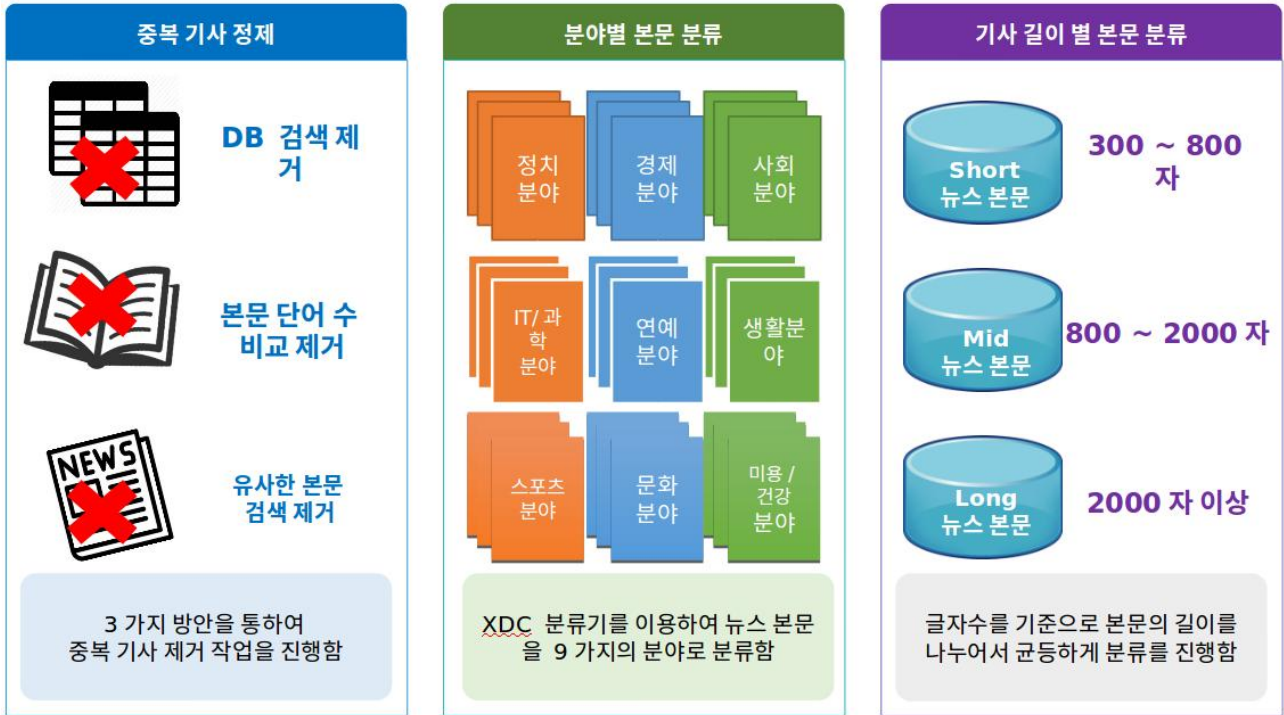 중복 기사 정제
DB 검색 제
거
본문 단어 수
비교 제거
NEWS
유사한 본문
검색 제거
3 가지 방안을 통하여
중복 기사 제거 작업을 진행함
분야별 본문 분류
정치
분야
경제
분야
사회
분야
IT/ 과
학
분야
연예
분야
생활분
야
스포츠
분야
문화
분야
미용 /
건강
분야
XDC 분류기를 이용하여 뉴스 본문
을 9 가지의 분야로 분류함
기사 길이 별 본문 분류
Short
뉴스 본문
300 ~ 800
자
Mid
뉴스 본문
800 ~ 2000 자
Long
뉴스 본문
2000 자 이상
글자수를 기준으로 본문의 길이를
나누어서 균등하게 분류를 진행함